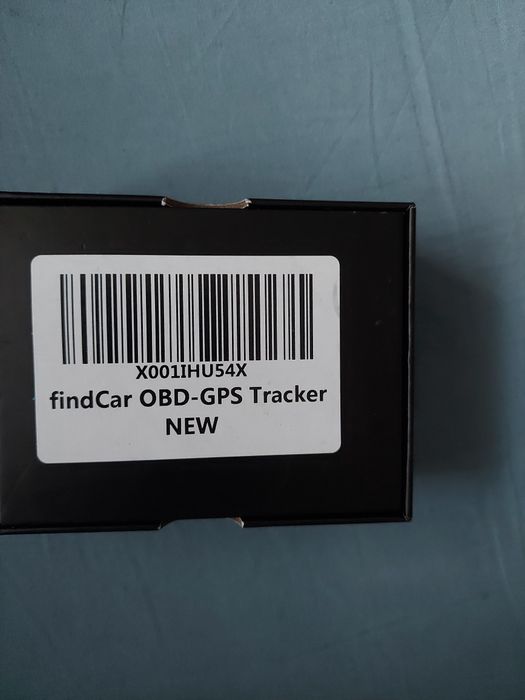 X001IHU54X
findCar OBD-GPS Tracker
NEW